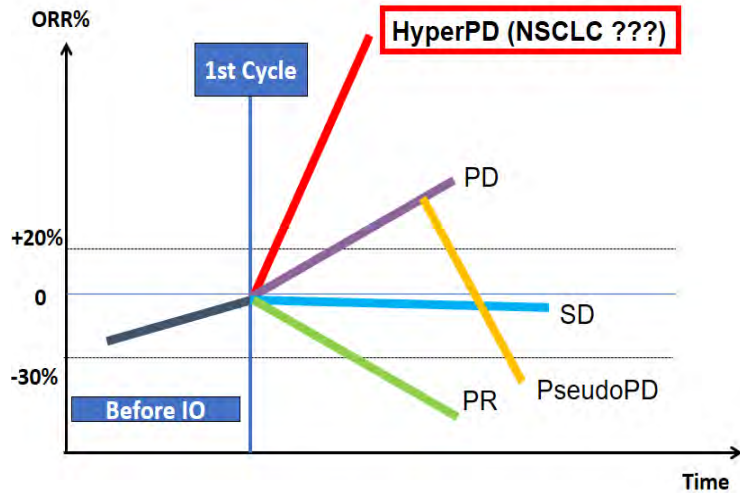 ORR%
HyperPD (NSCLC ???)
1st Cycle
PD
+20%
0
SD
-30%
PseudoPD
PR
Before IO
Time